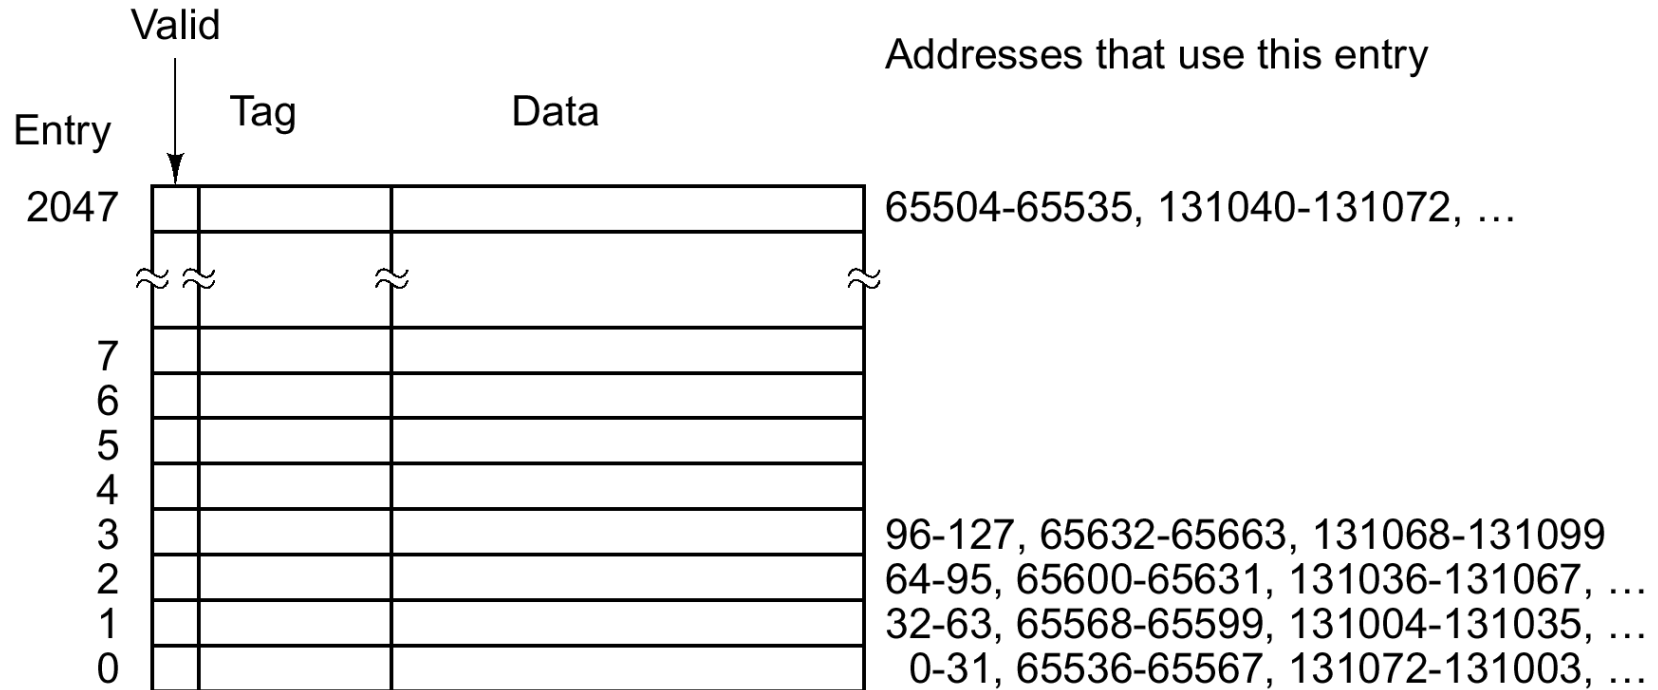 Valid
Addresses that use this entry
Tag Data
Entry
2047 65504-65535, 131040-131072, …
7
6
5
4
3 96-127, 65632-65663, 131068-131099
2 64-95, 65600-65631, 131036-131067, …
1 32-63, 65568-65599, 131004-131035, …
0 0-31, 65536-65567, 131072-131003, …